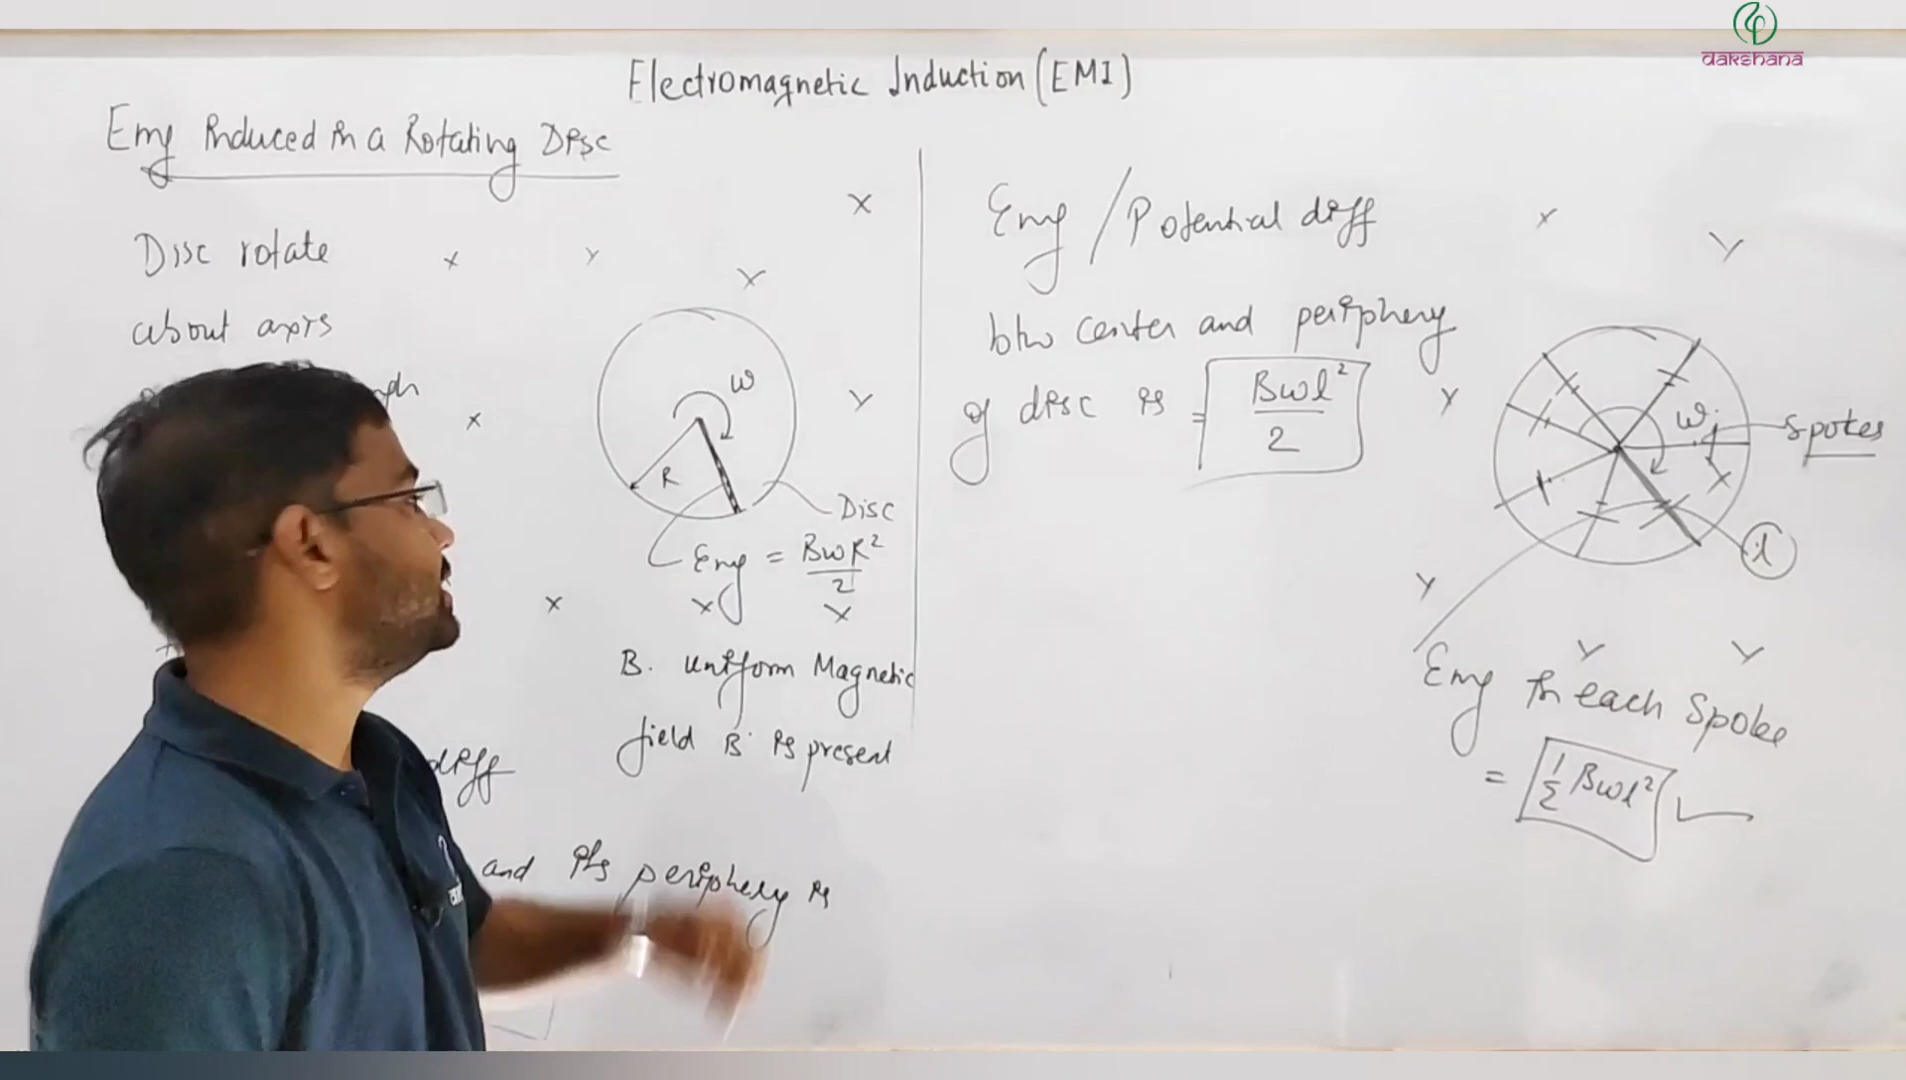 dakshana
Electromagnetic Induction (EMI)
Emf Induced in a Rotating Disc
Disc rotate
about axis
ω
R
Disc
Emf = BωR²/2
B. uniform Magnetic
field B is present
diff
and its periphery is
Emf / Potential diff
btw center and periphery
of disc is = Bωl²/2
ω
Spokes
l
Emf in each Spoke
= 1/2 Bωl²